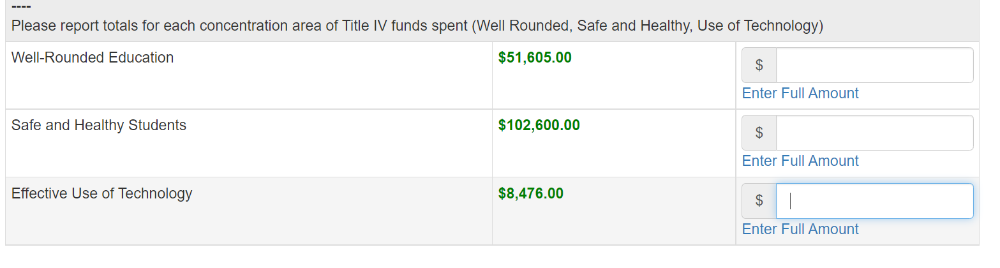 ----
Please report totals for each concentration area of Title IV funds spent (Well Rounded, Safe and Healthy, Use of Technology)
Well-Rounded Education $51,605.00 $
Enter Full Amount
Safe and Healthy Students $102,600.00 $
Enter Full Amount
Effective Use of Technology $8,476.00 $
Enter Full Amount